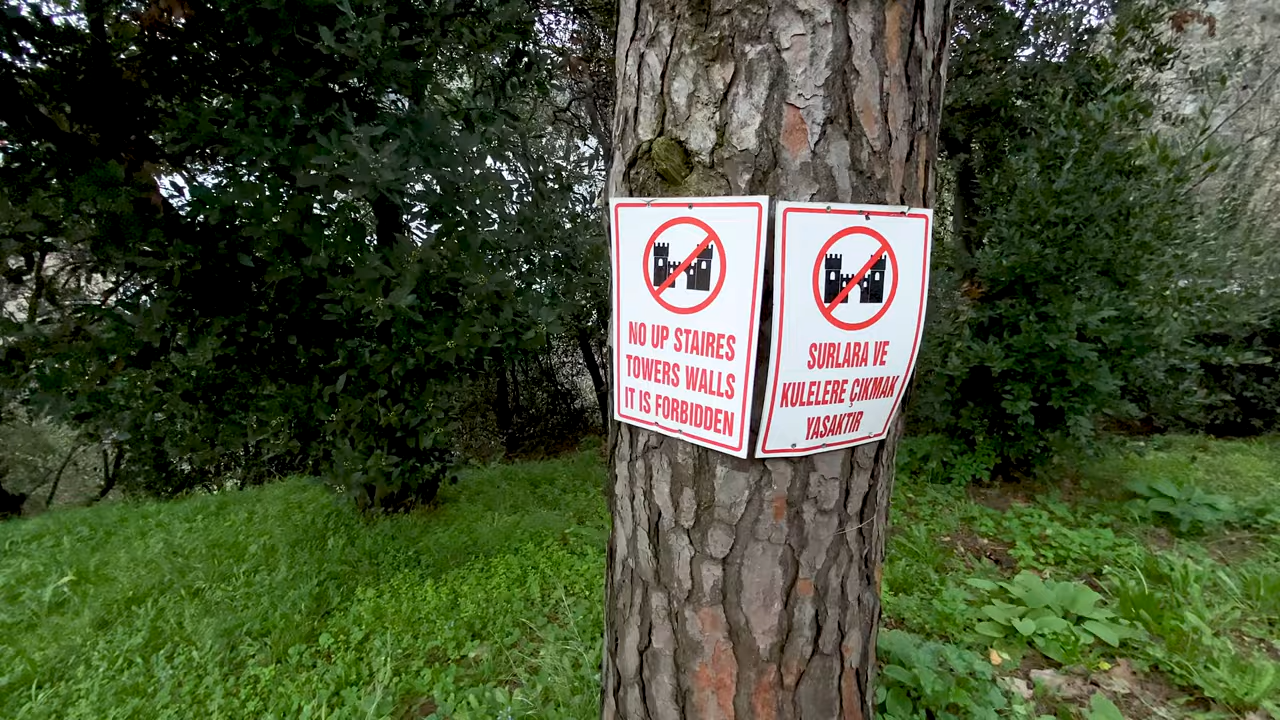 NO UP STAIRES
TOWERS WALLS
IT IS FORBIDDEN
SURLARA VE
KULELERE ÇIKMAK
YASAKTIR